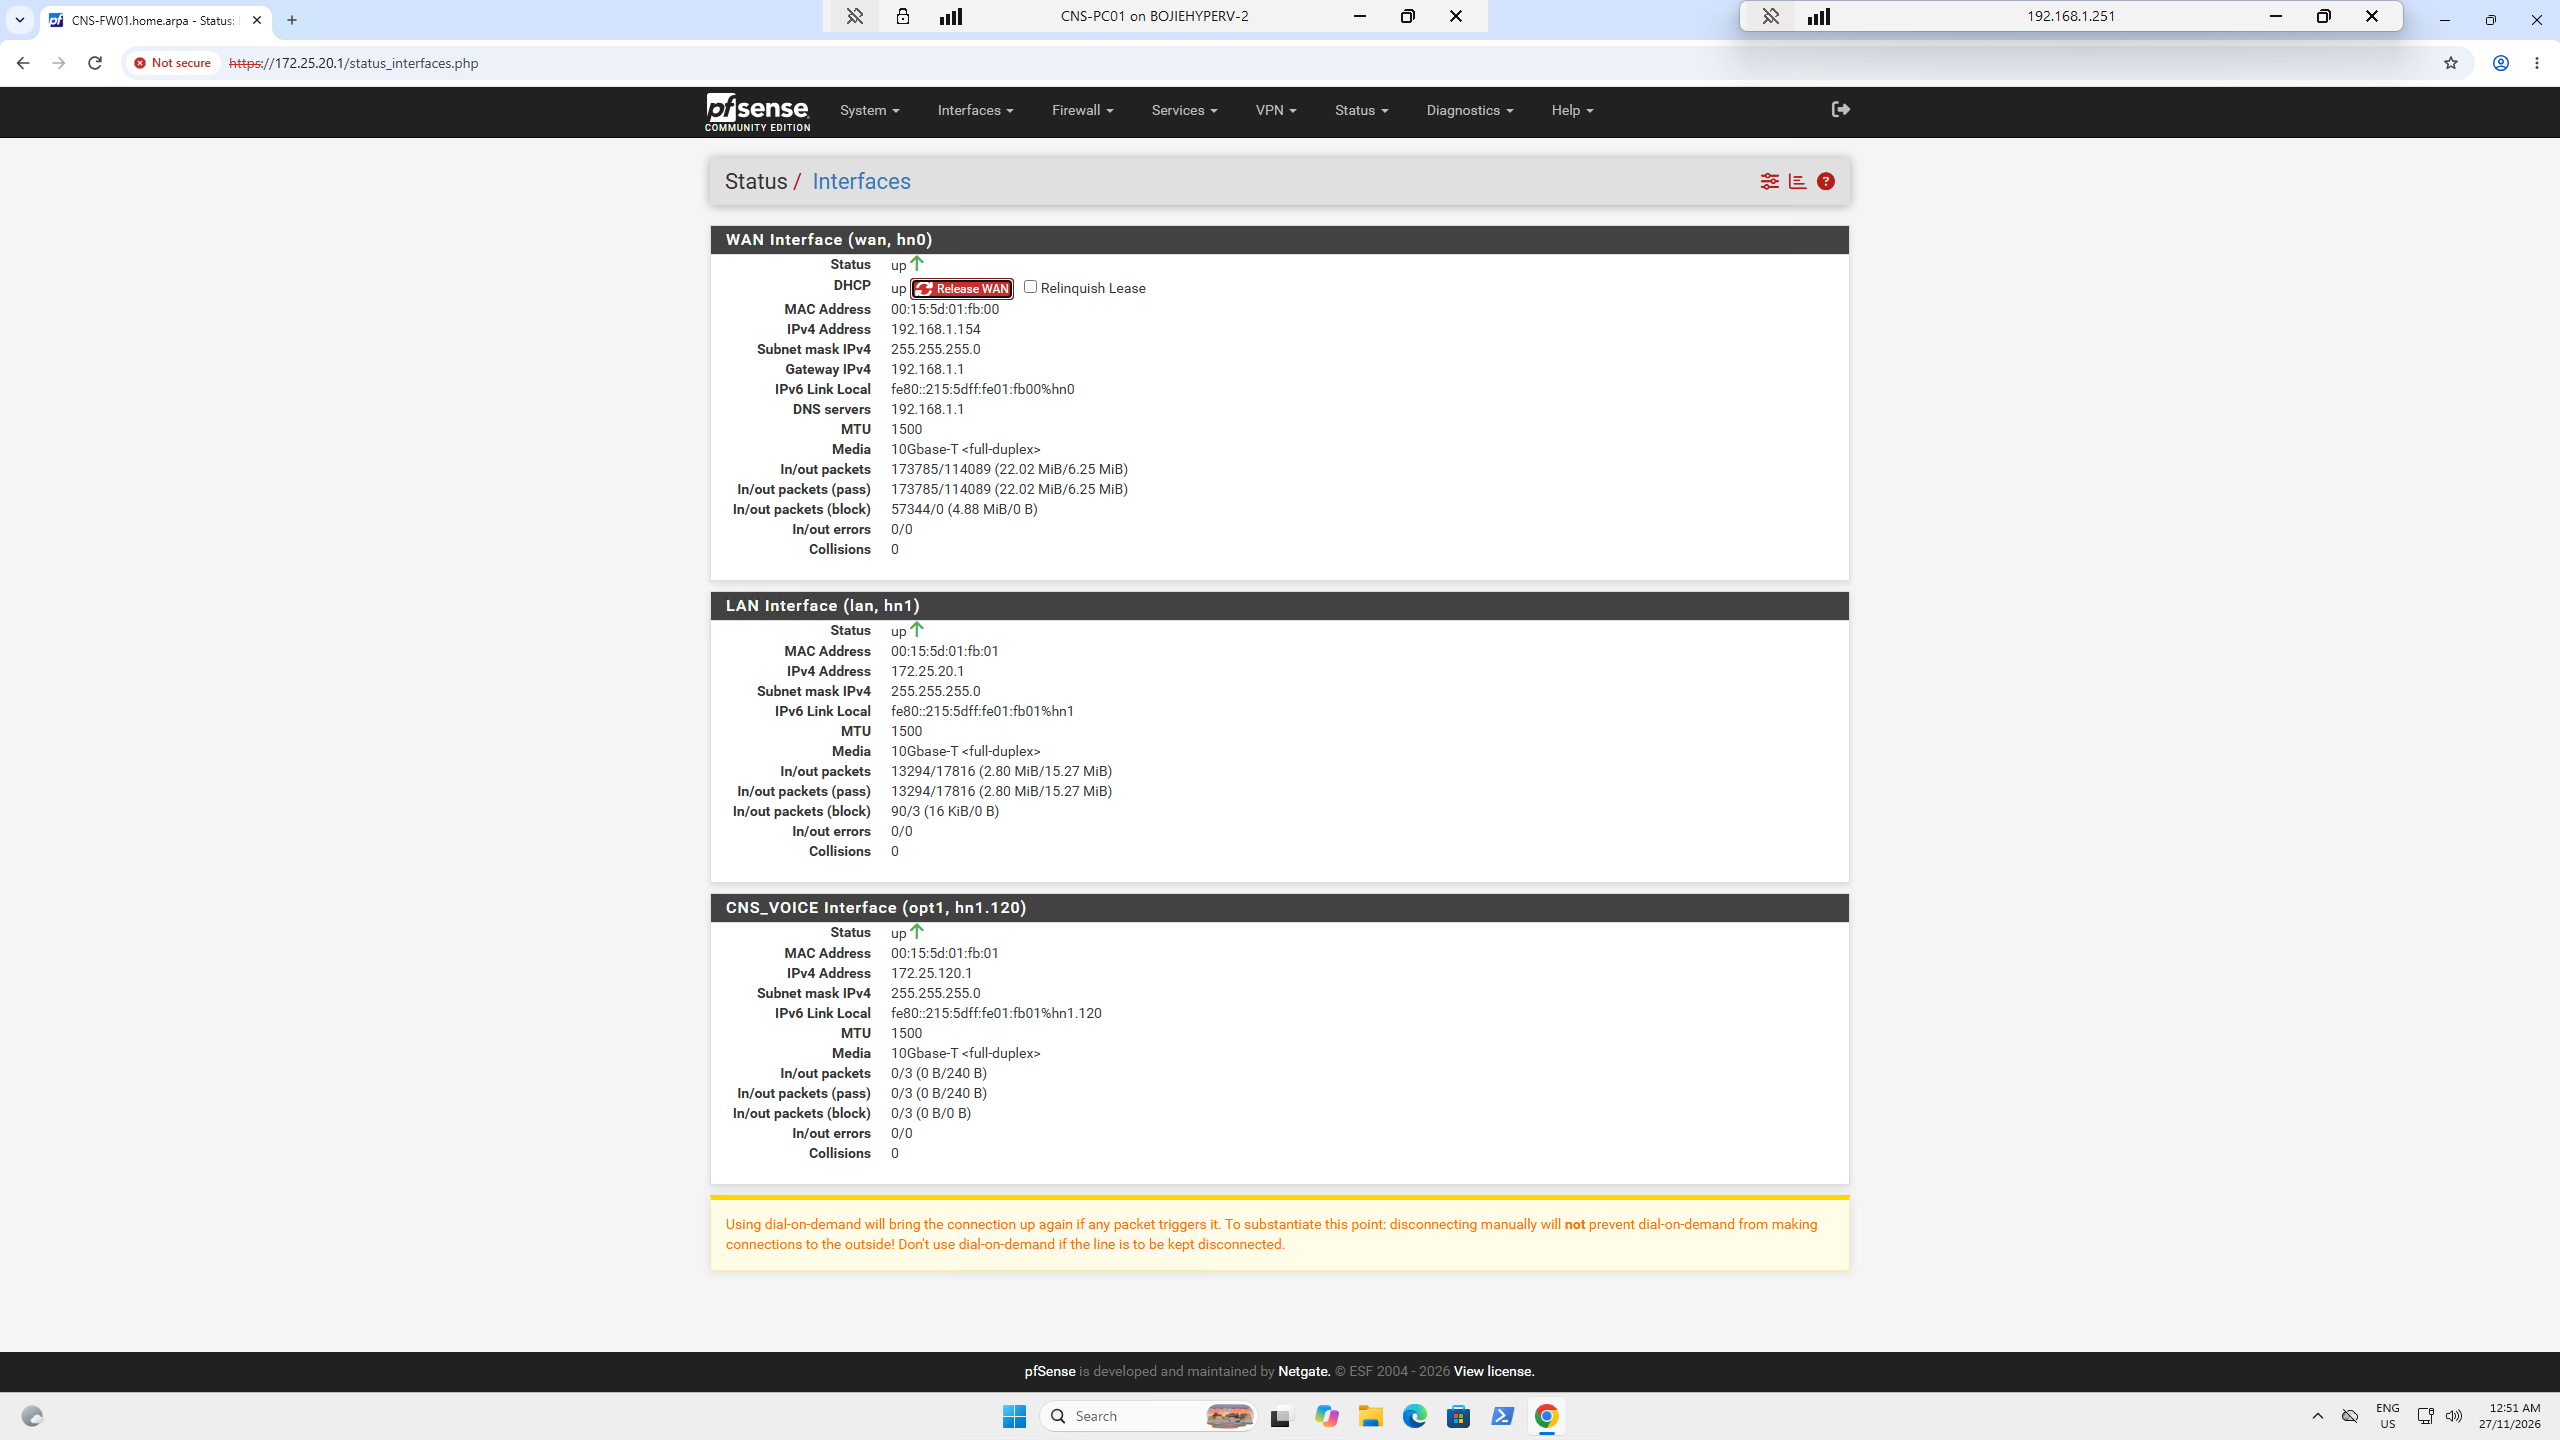 CNS-FW01.home.arpa - Status:
CNS-PC01 on BOJIEHYPERV-2
192.168.1.251
Not secure https://172.25.20.1/status_interfaces.php
pfsense
COMMUNITY EDITION
System Interfaces Firewall Services VPN Status Diagnostics Help
Status / Interfaces
WAN Interface (wan, hn0)
Status up
DHCP up Release WAN Relinquish Lease
MAC Address 00:15:5d:01:fb:00
IPv4 Address 192.168.1.154
Subnet mask IPv4 255.255.255.0
Gateway IPv4 192.168.1.1
IPv6 Link Local fe80::215:5dff:fe01:fb00%hn0
DNS servers 192.168.1.1
MTU 1500
Media 10Gbase-T <full-duplex>
In/out packets 173785/114089 (22.02 MiB/6.25 MiB)
In/out packets (pass) 173785/114089 (22.02 MiB/6.25 MiB)
In/out packets (block) 57344/0 (4.88 MiB/0 B)
In/out errors 0/0
Collisions 0
LAN Interface (lan, hn1)
Status up
MAC Address 00:15:5d:01:fb:01
IPv4 Address 172.25.20.1
Subnet mask IPv4 255.255.255.0
IPv6 Link Local fe80::215:5dff:fe01:fb01%hn1
MTU 1500
Media 10Gbase-T <full-duplex>
In/out packets 13294/17816 (2.80 MiB/15.27 MiB)
In/out packets (pass) 13294/17816 (2.80 MiB/15.27 MiB)
In/out packets (block) 90/3 (16 KiB/0 B)
In/out errors 0/0
Collisions 0
CNS_VOICE Interface (opt1, hn1.120)
Status up
MAC Address 00:15:5d:01:fb:01
IPv4 Address 172.25.120.1
Subnet mask IPv4 255.255.255.0
IPv6 Link Local fe80::215:5dff:fe01:fb01%hn1.120
MTU 1500
Media 10Gbase-T <full-duplex>
In/out packets 0/3 (0 B/240 B)
In/out packets (pass) 0/3 (0 B/240 B)
In/out packets (block) 0/3 (0 B/0 B)
In/out errors 0/0
Collisions 0
Using dial-on-demand will bring the connection up again if any packet triggers it. To substantiate this point: disconnecting manually will not prevent dial-on-demand from making
connections to the outside! Don't use dial-on-demand if the line is to be kept disconnected.
pfSense is developed and maintained by Netgate. © ESF 2004 - 2026 View license.
Search
ENG
US
12:51 AM
27/11/2026